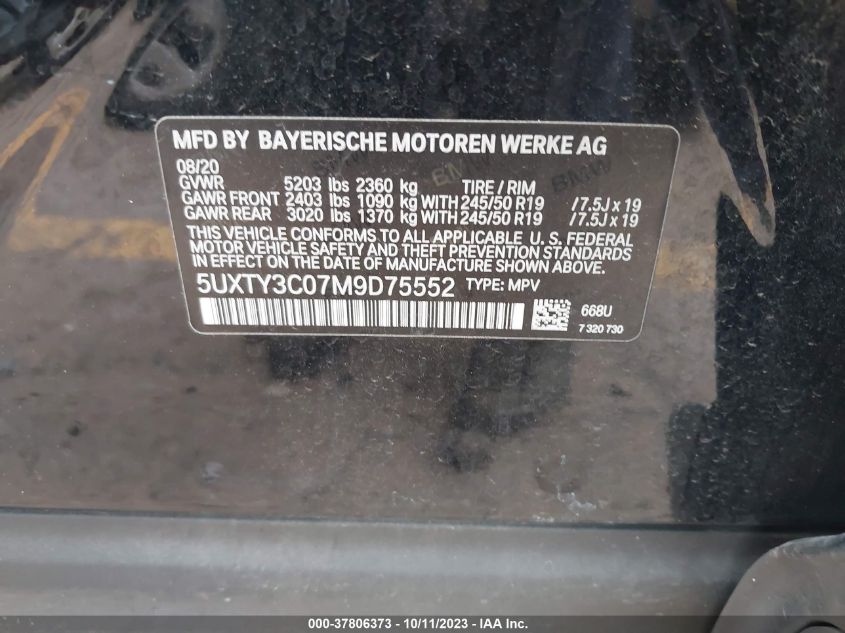 MFD BY BAYERISCHE MOTOREN WERKE AG
08/20
GVWR 5203 lbs 2360 kg TIRE / RIM
GAWR FRONT 2403 lbs 1090 kg WITH 245/50 R19 /7.5J x 19
GAWR REAR 3020 lbs 1370 kg WITH 245/50 R19 /7.5J x 19
THIS VEHICLE CONFORMS TO ALL APPLICABLE U. S. FEDERAL
MOTOR VEHICLE SAFETY AND THEFT PREVENTION STANDARDS
IN EFFECT ON THE DATE OF MANUFACTURE SHOWN ABOVE.
5UXTY3C07M9D75552 TYPE: MPV
668U
7 320 730
BMW
000-37806373 - 10/11/2023 - IAA Inc.